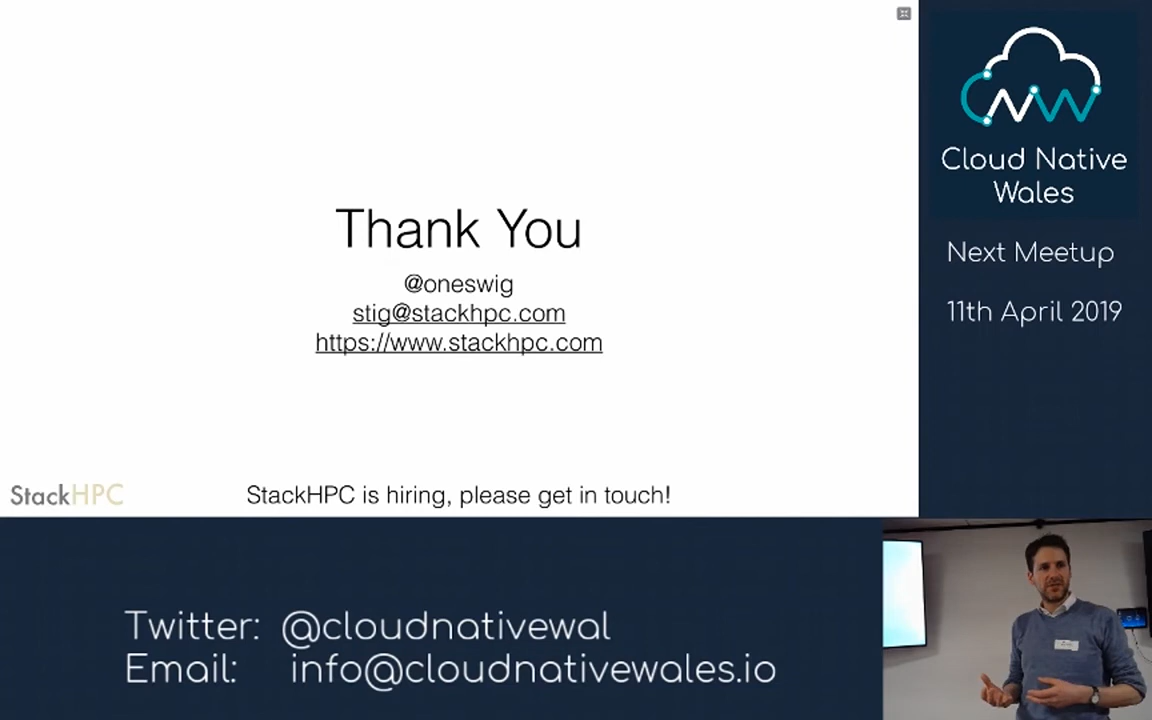 Thank You
@oneswig
stig@stackhpc.com
https://www.stackhpc.com
StackHPC
StackHPC is hiring, please get in touch!
Cloud Native
Wales
Next Meetup
11th April 2019
Twitter: @cloudnativewal
Email: info@cloudnativewales.io